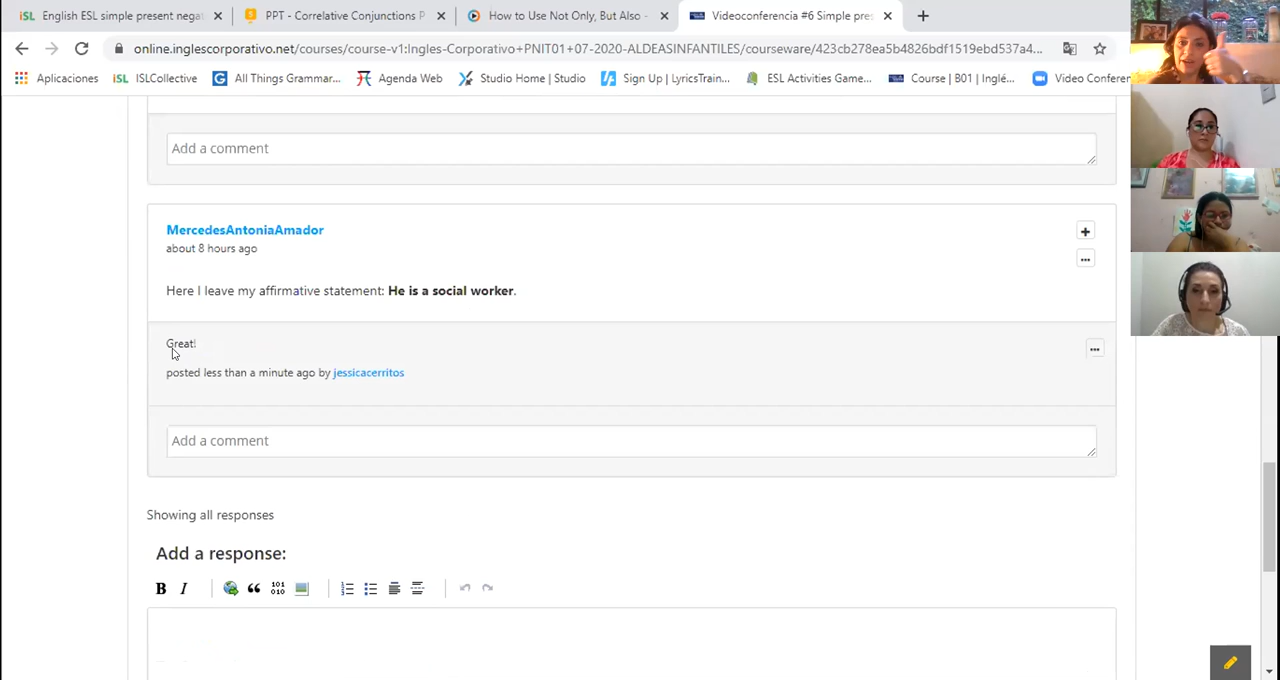 English ESL simple present negat
PPT - Correlative Conjunctions P
How to Use Not Only, But Also -
Videoconferencia #6 Simple pres
online.inglescorporativo.net/courses/course-v1:Ingles-Corporativo+PNIT01+07-2020-ALDEASINFANTILES/courseware/423cb278ea5b4826bdf1519ebd537a4...
Aplicaciones
iSL ISLCollective
All Things Grammar...
Agenda Web
Studio Home | Studio
Sign Up | LyricsTrain...
ESL Activities Game...
Course | B01 | Inglé...
Video Conferen
Add a comment
MercedesAntoniaAmador
about 8 hours ago
Here I leave my affirmative statement: He is a social work
Great!
posted less than a minute ago by jessicacerritos
Add a comment
Showing all responses
Add a response:
B I